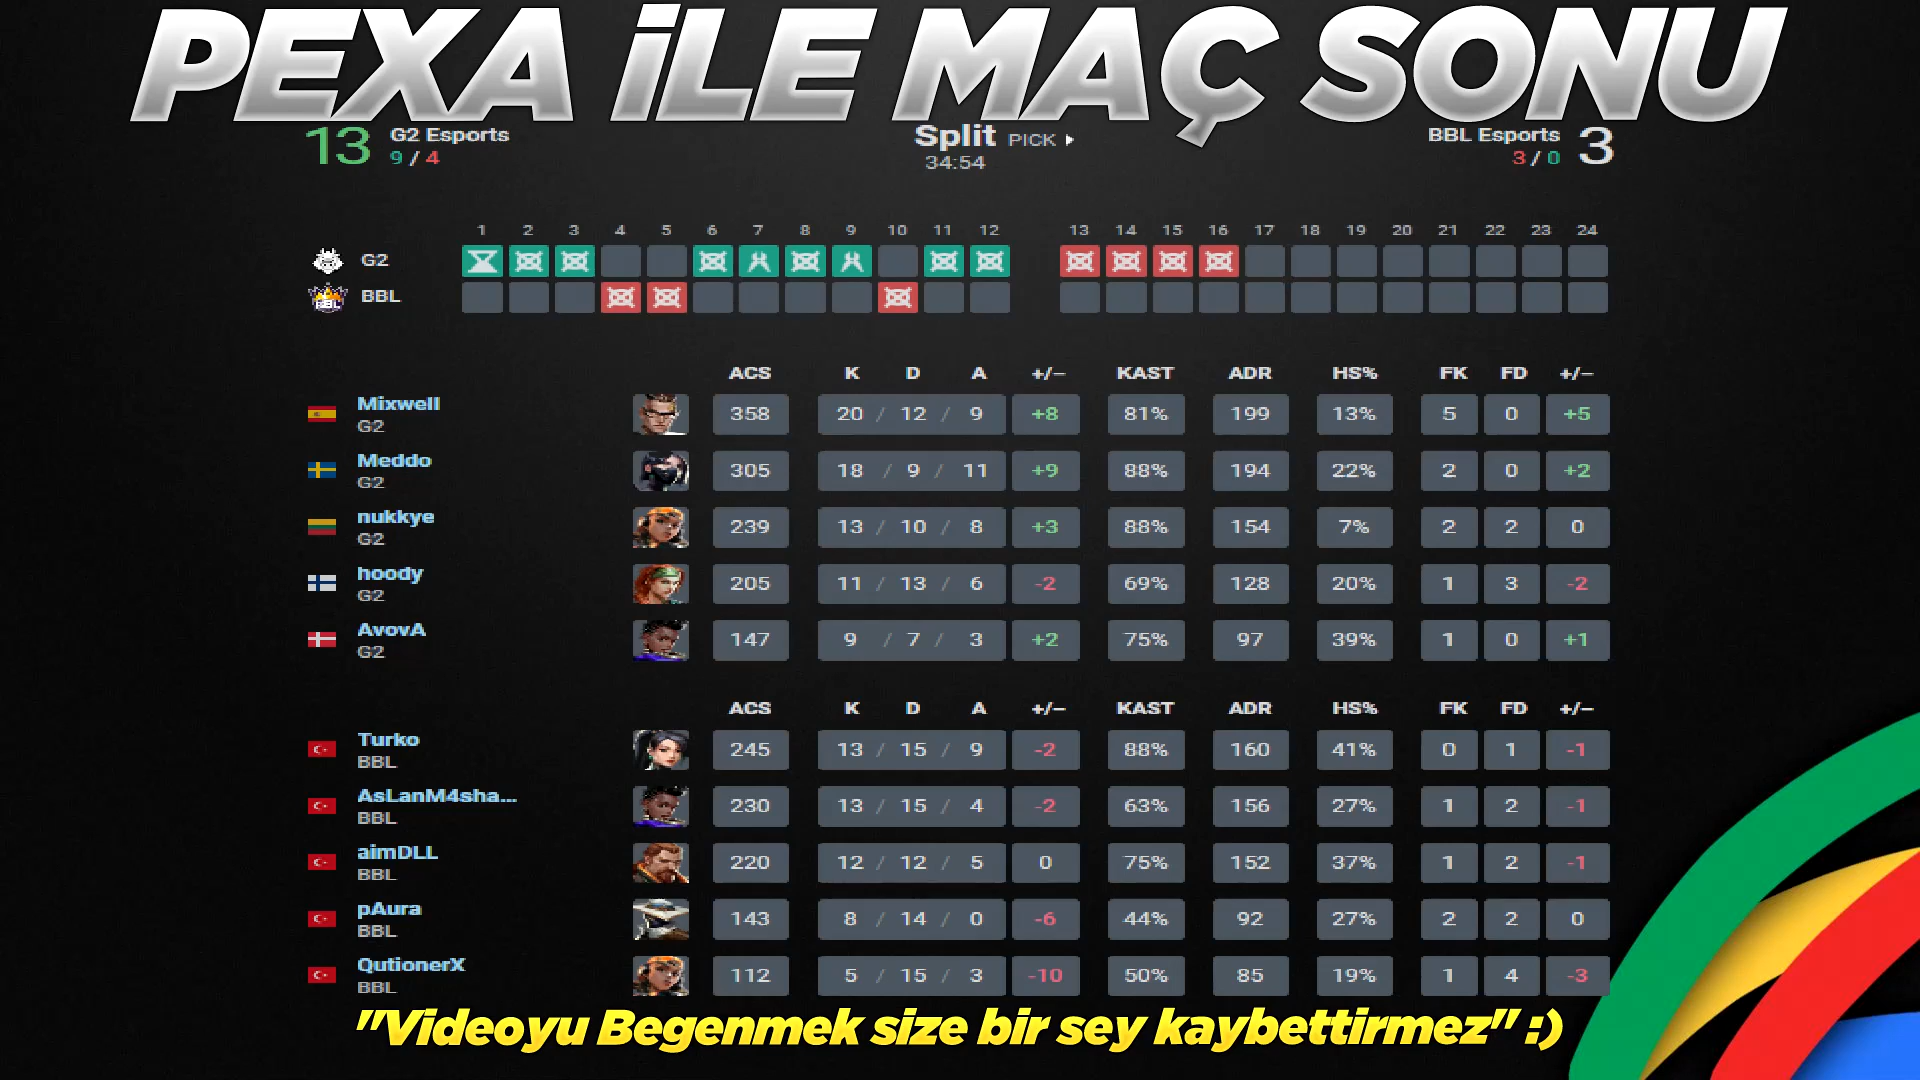 PEXA iLE MAÇ SONU
13 G2 Esports Split PICK BBL Esports 3
9 / 4 34:54 3 / 0
1 2 3 4 5 6 7 8 9 10 11 12 13 14 15 16 17 18 19 20 21 22 23 24
G2
BBL
ACS K D A +/- KAST ADR HS% FK FD +/-
Mixwell 358 20 / 12 / 9 +8 81% 199 13% 5 0 +5
G2
Meddo 305 18 / 9 / 11 +9 88% 194 22% 2 0 +2
G2
nukkye 239 13 / 10 / 8 +3 88% 154 7% 2 2 0
G2
hoody 205 11 / 13 / 6 -2 69% 128 20% 1 3 -2
G2
AvovA 147 9 / 7 / 3 +2 75% 97 39% 1 0 +1
G2
ACS K D A +/- KAST ADR HS% FK FD +/-
Turko 245 13 / 15 / 9 -2 88% 160 41% 0 1 -1
BBL
AsLanM4sha... 230 13 / 15 / 4 -2 63% 156 27% 1 2 -1
BBL
aimDLL 220 12 / 12 / 5 0 75% 152 37% 1 2 -1
BBL
pAura 143 8 / 14 / 0 -6 44% 92 27% 2 2 0
BBL
QutionerX 112 5 / 15 / 3 -10 50% 85 19% 1 4 -3
BBL
"Videoyu Begenmek size bir sey kaybettirmez" :)